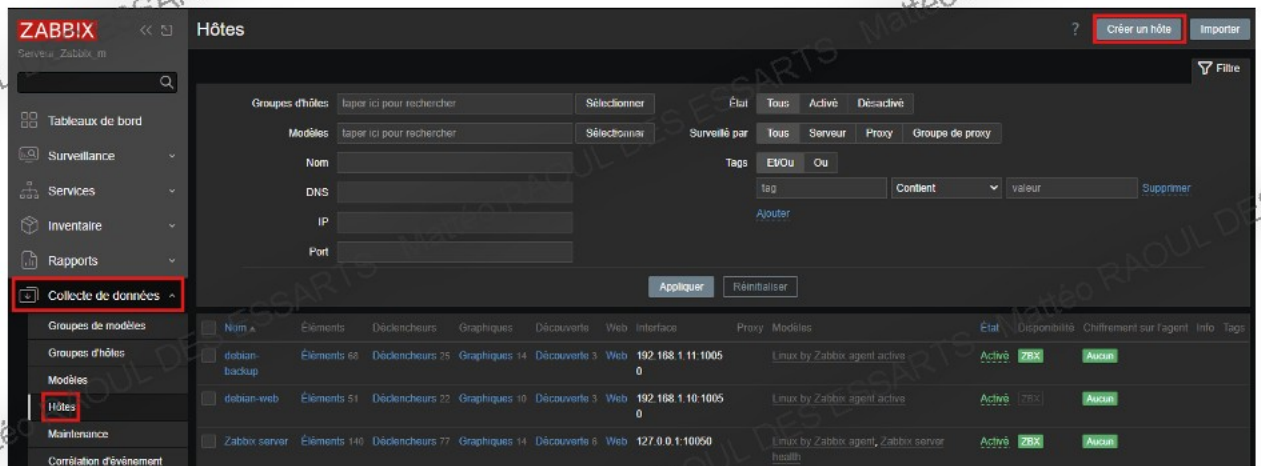 ZABBIX
Serveur_Zabbix_m
Tableaux de bord
Surveillance
Services
Inventaire
Rapports
Collecte de données
Groupes de modèles
Groupes d'hôtes
Modèles
Hôtes
Maintenance
Corrélation d'événement
Hôtes
? Créer un hôte Importer
Filtre
Groupes d'hôtes taper ici pour rechercher Sélectionner État Tous Activé Désactivé
Modèles taper ici pour rechercher Sélectionner Surveillé par Tous Serveur Proxy Groupe de proxy
Nom Tags Et/Ou Ou
DNS tag Contient valeur Supprimer
IP Ajouter
Port
Appliquer Réinitialiser
Nom Éléments Déclencheurs Graphiques Découverte Web Interface Proxy Modèles État Disponibilité Chiffrement sur l'agent Info Tags
debian- Éléments 68 Déclencheurs 25 Graphiques 14 Découverte 3 Web 192.168.1.11:1005 Linux by Zabbix agent active Activé ZBX Aucun
backup 0
debian-web Éléments 51 Déclencheurs 22 Graphiques 10 Découverte 3 Web 192.168.1.10:1005 Linux by Zabbix agent active Activé ZBX Aucun
0
Zabbix server Éléments 140 Déclencheurs 77 Graphiques 14 Découverte 6 Web 127.0.0.1:10050 Linux by Zabbix agent, Zabbix server Activé ZBX Aucun
health
Mattéo RAOUL DES ESSARTS